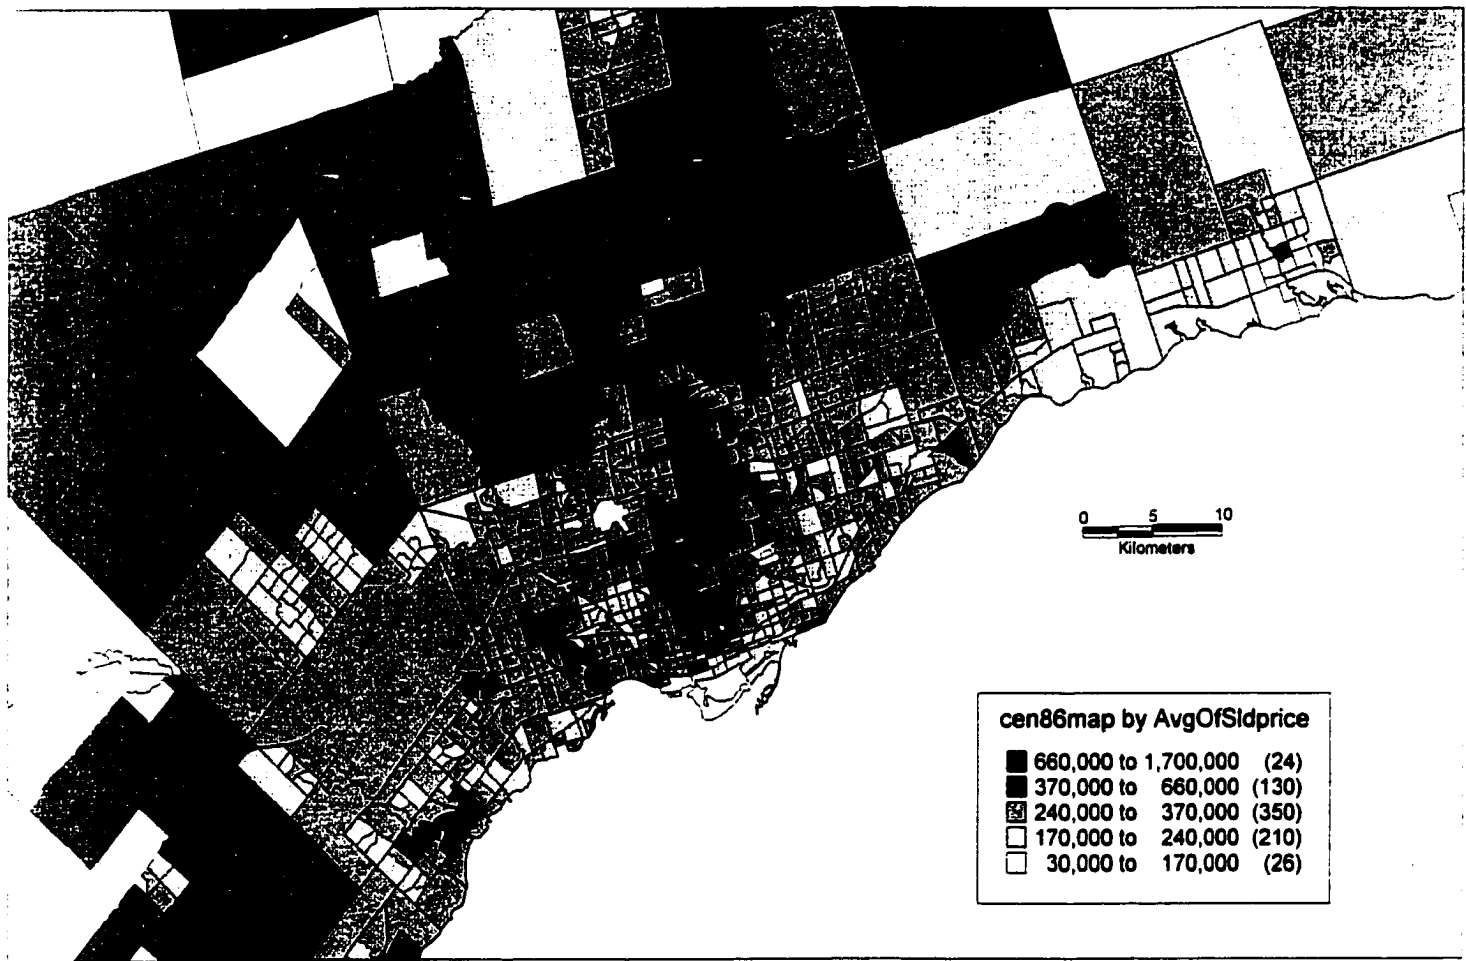 0 5 10
Kilometers
cen86map by AvgOfSldprice
660,000 to 1,700,000 (24)
370,000 to 660,000 (130)
240,000 to 370,000 (350)
170,000 to 240,000 (210)
30,000 to 170,000 (26)